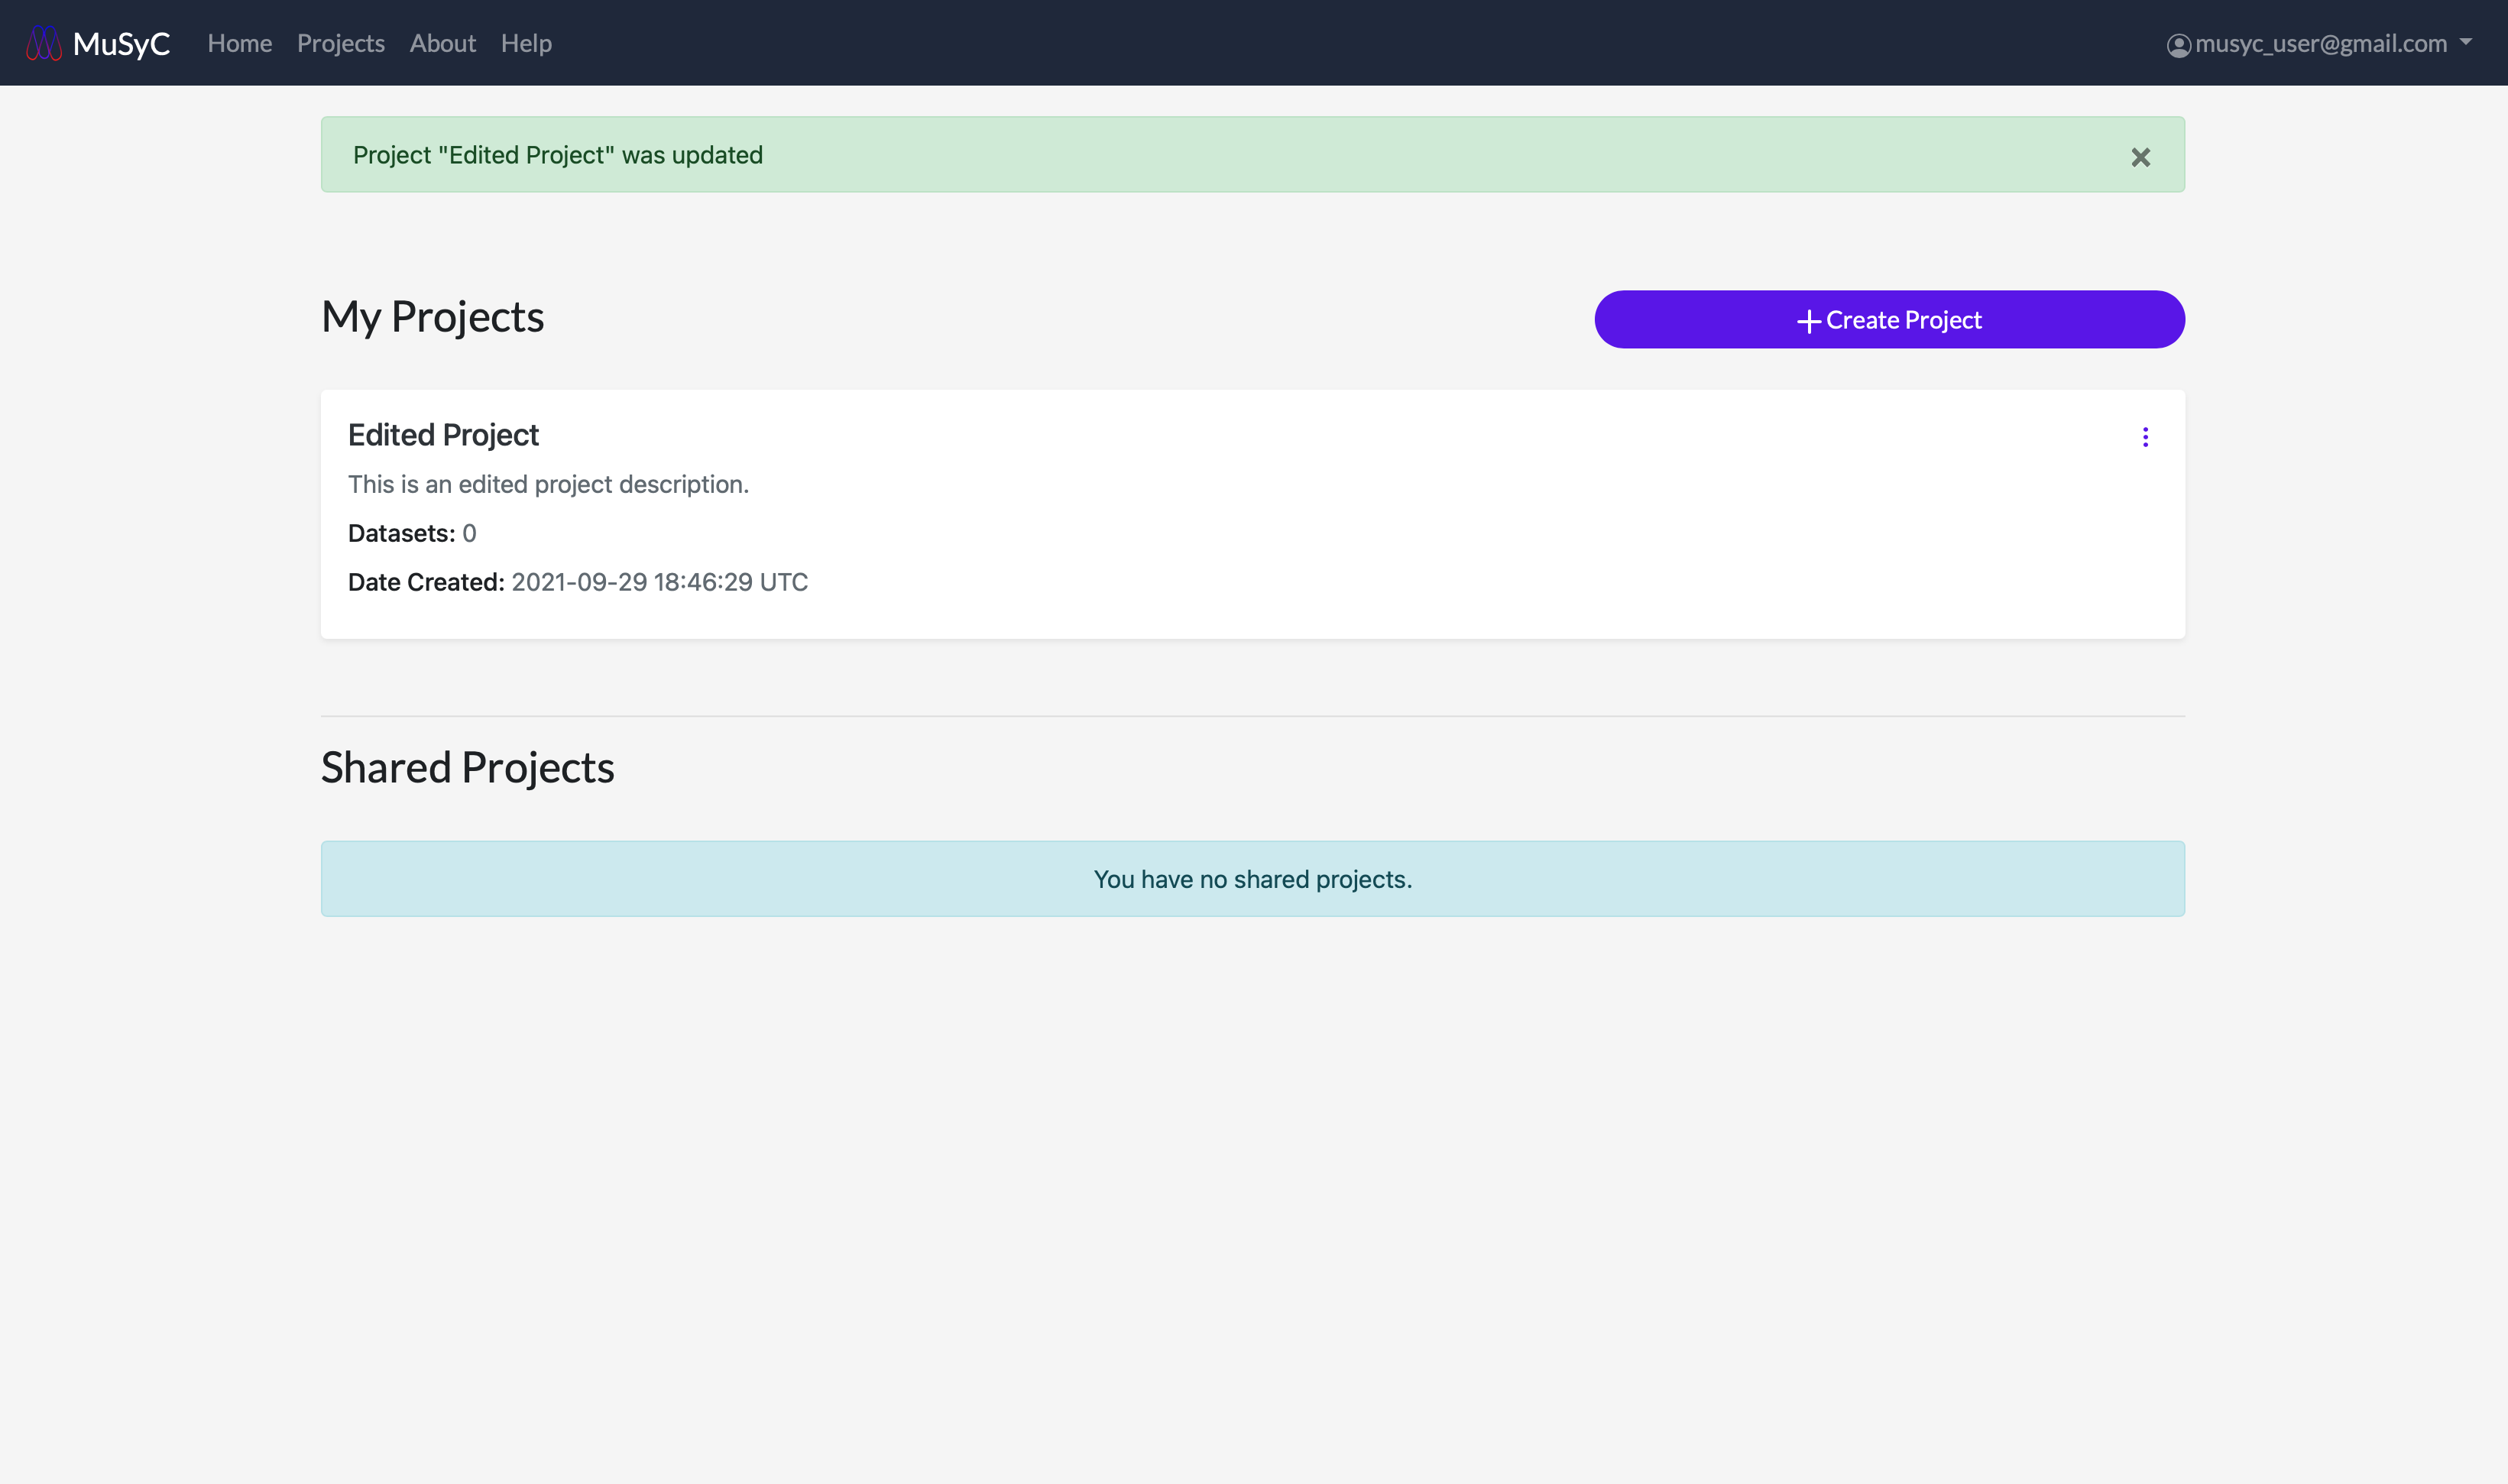 MuSyC Home Projects About Help musyc_user@gmail.com
Project "Edited Project" was updated
My Projects
Create Project
Edited Project
This is an edited project description.
Datasets: 0
Date Created: 2021-09-29 18:46:29 UTC
Shared Projects
You have no shared projects.